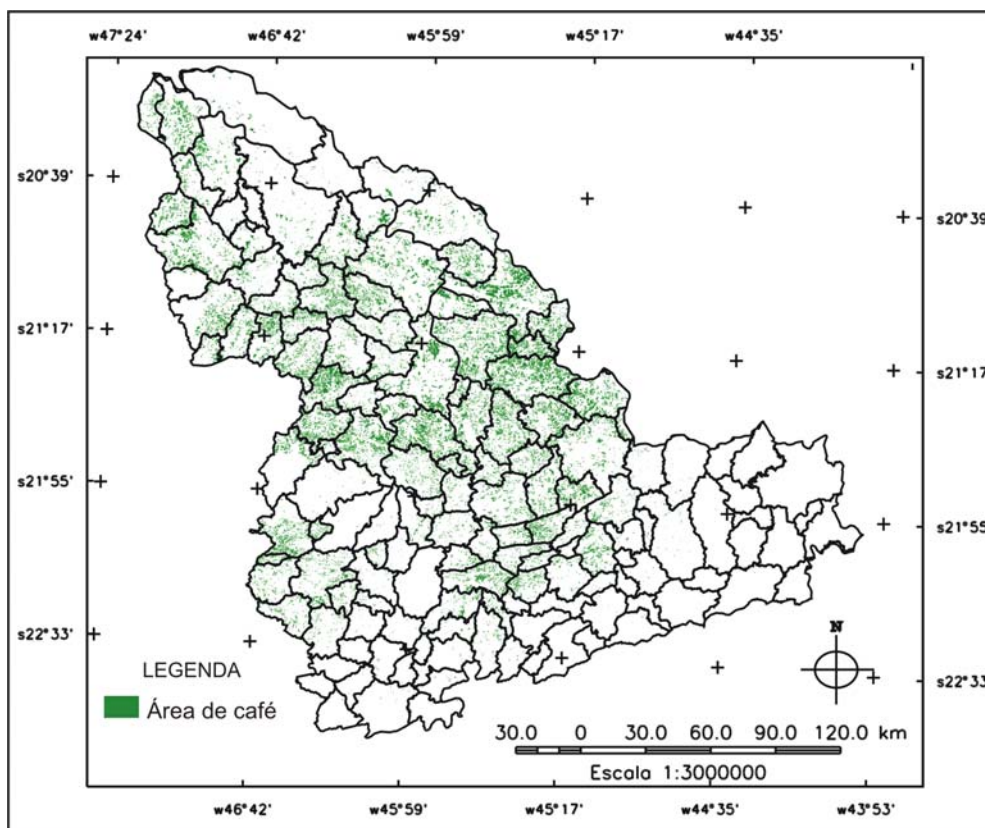 w47°24' w46°42 w45°59' w45°17' w44°35'
s20°39'
s20°39
s21°17'
s21°17
s21°55'
s21°55
s22°33'
s22°33
N
LEGENDA
Área de café
30.0 0 30.0 60.0 90.0 120.0 km
Escala 1:3000000
w46°42 w45°59' w45°17' w44°35' w43°53'